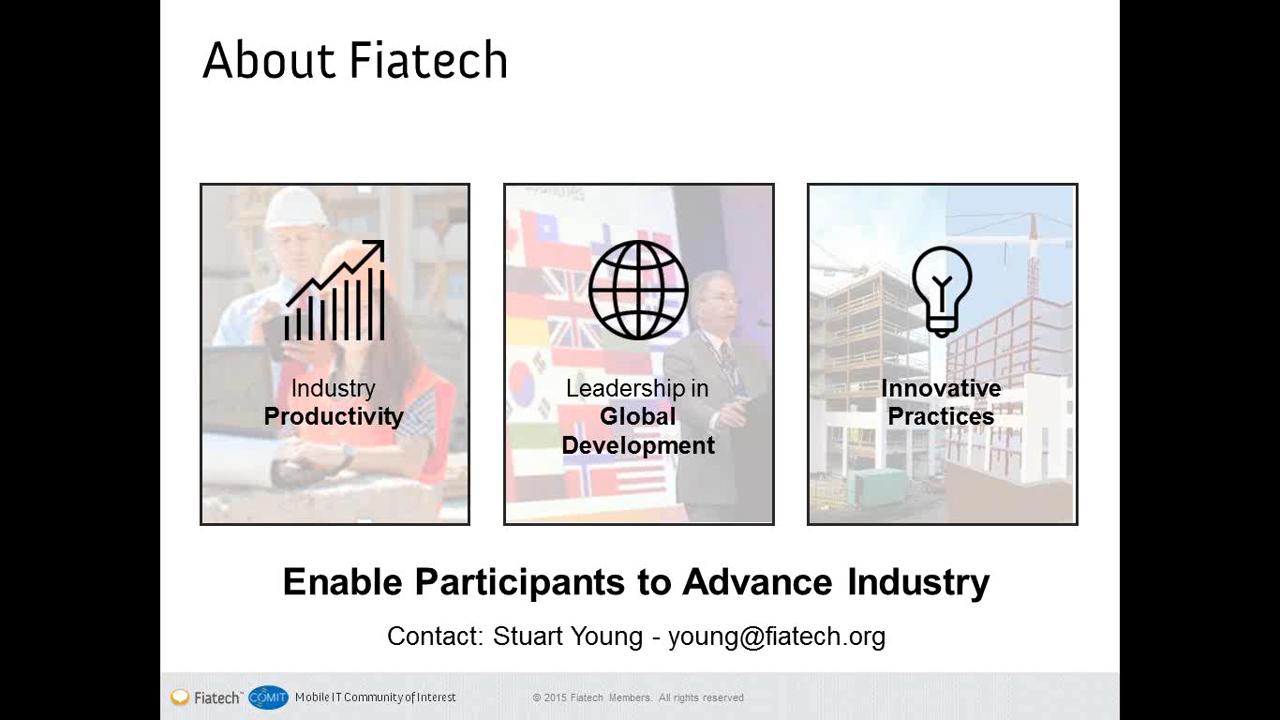 About Fiatech
Industry
Productivity
Leadership in
Global
Development
Innovative
Practices
Enable Participants to Advance Industry
Contact: Stuart Young - young@fiatech.org
Fiatech™ COMIT Mobile IT Community of Interest © 2015 Fiatech Members. All rights reserved